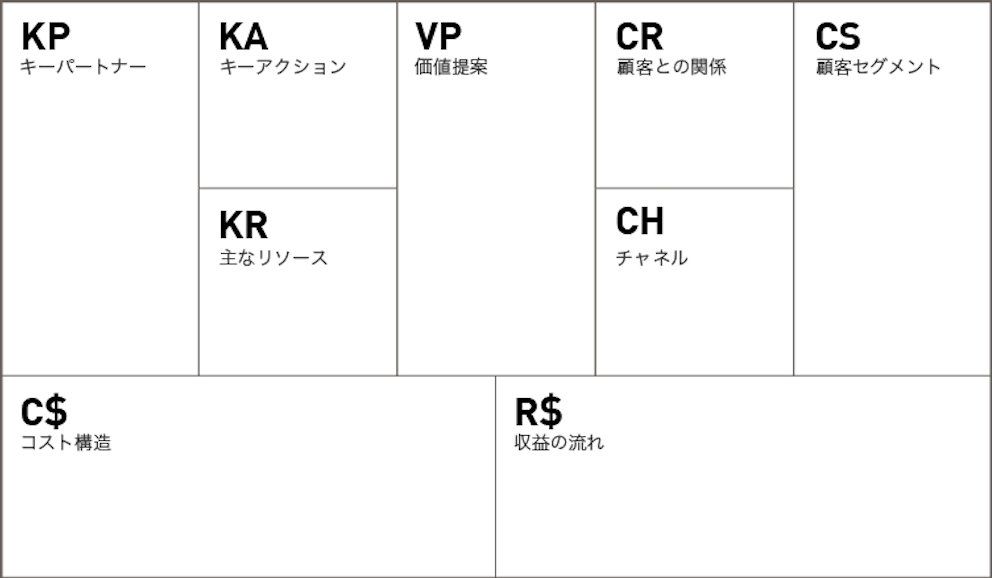 KP
キーパートナー
KA
キーアクション
KR
主なリソース
VP
価値提案
CR
顧客との関係
CH
チャネル
CS
顧客セグメント
C$
コスト構造
R$
収益の流れ